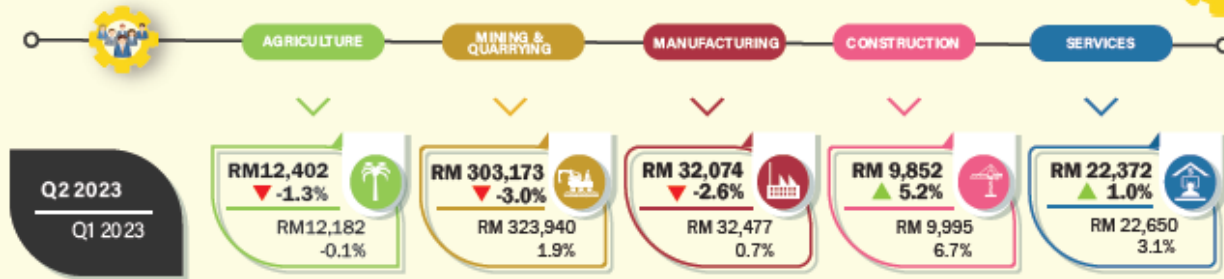 AGRICULTURE
MINING &
QUARRYING
MANUFACTURING
CONSTRUCTION
SERVICES
Q2 2023
Q1 2023
RM12,402
-1.3%
RM12,182
-0.1%
RM 303,173
-3.0%
RM 323,940
1.9%
RM 32,074
-2.6%
RM 32,477
0.7%
RM 9,852
5.2%
RM 9,995
6.7%
RM 22,372
1.0%
RM 22,650
3.1%